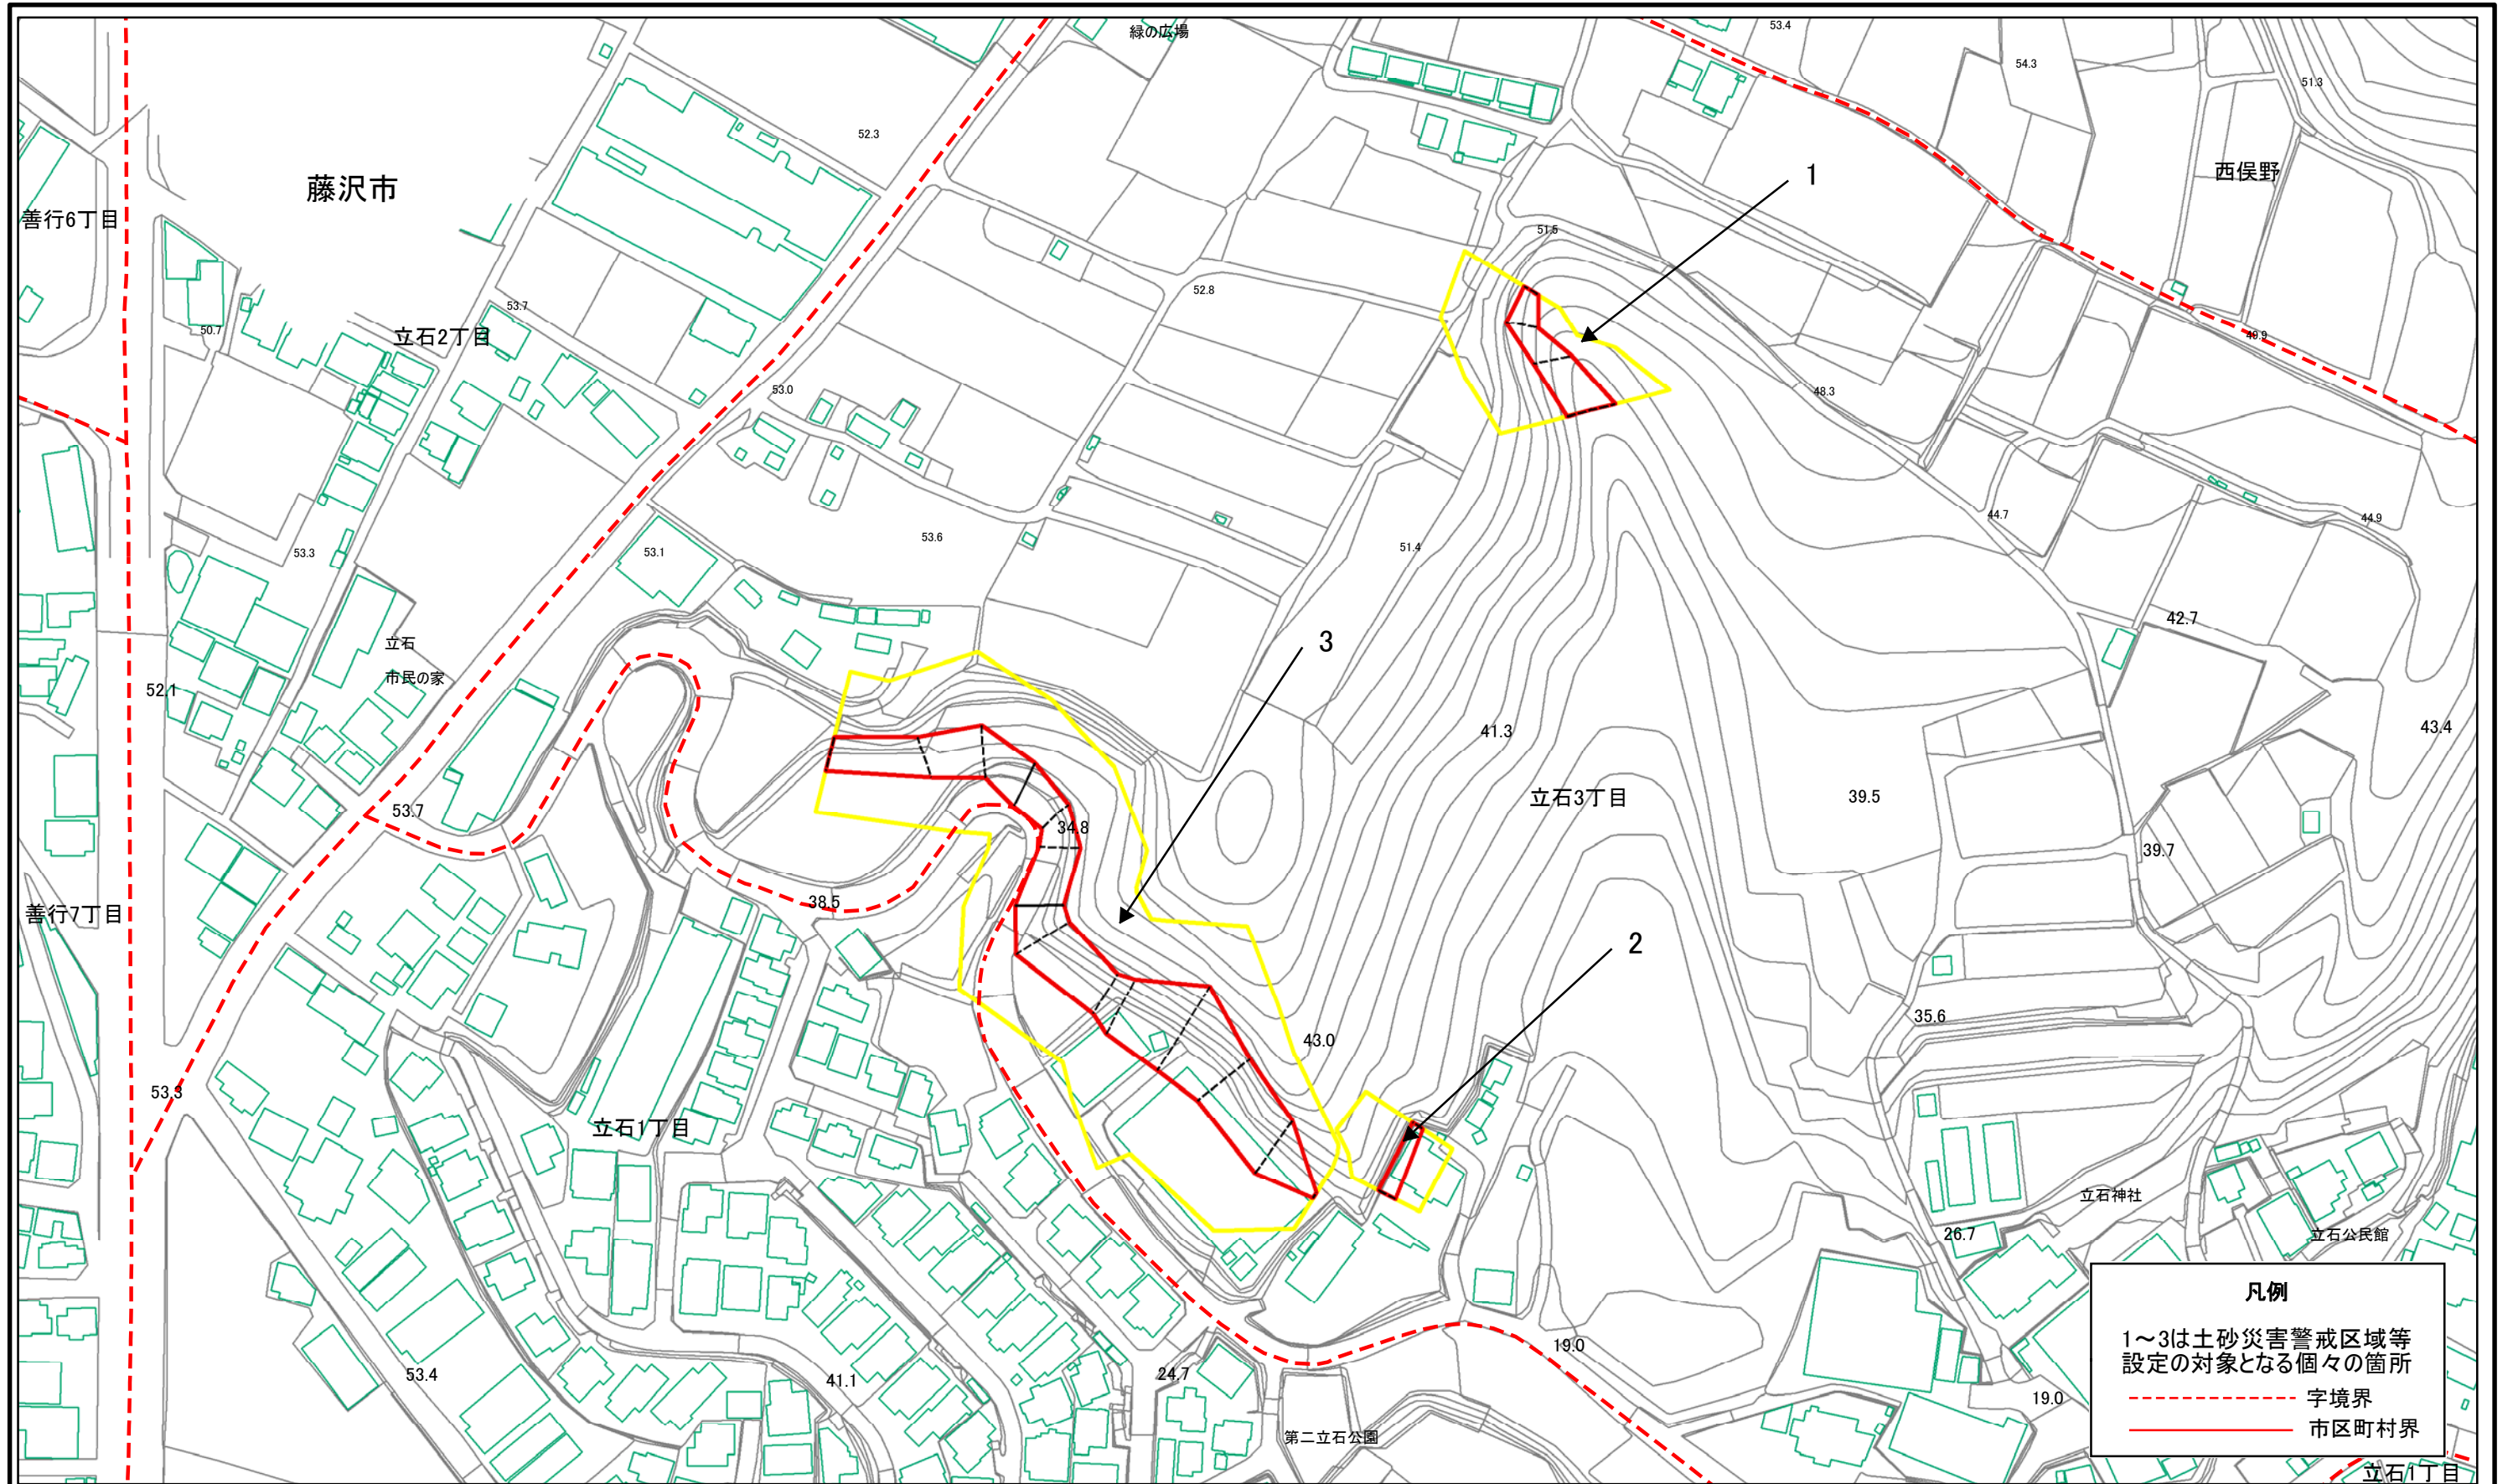 緑の広場
53.4
54.3
51.3
52.3
藤沢市
1
西俣野
善行6丁目
51.5
52.8
53.7
50.7
立石2丁目
49.9
53.0
48.3
44.7
44.9
53.6
51.4
53.1
53.3
42.7
立石
市民の家
3
52.1
43.4
41.3
立石3丁目
39.5
53.7
34.8
39.7
38.5
善行7丁目
2
35.6
43.0
53.3
立石1丁目
立石神社
26.7
立石公民館
凡例
1～3は土砂災害警戒区域等
設定の対象となる個々の箇所
字境界
市区町村界
19.0
53.4
41.1
24.7
19.0
第二立石公園
立石1丁目